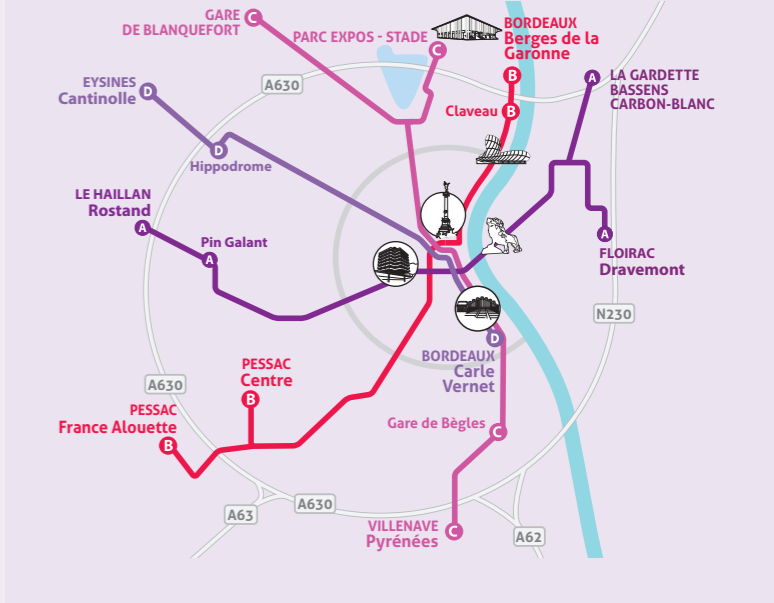 GARE
DE BLANQUEFORT
C
PARC EXPOS - STADE
C
BORDEAUX
Berges de la
Garonne
B
A630
EYSINES
Cantinolle
D
A
LA GARDETTE
BASSENS
CARBON-BLANC
Claveau
B
D
Hippodrome
LE HAILLAN
Rostand
A
Pin Galant
A
A
FLOIRAC
Dravemont
N230
D
BORDEAUX
Carle
Vernet
A630
PESSAC
Centre
B
PESSAC
France Alouette
B
Gare de Bègles
C
A63
A630
VILLENAVE
Pyrénées
C
A62